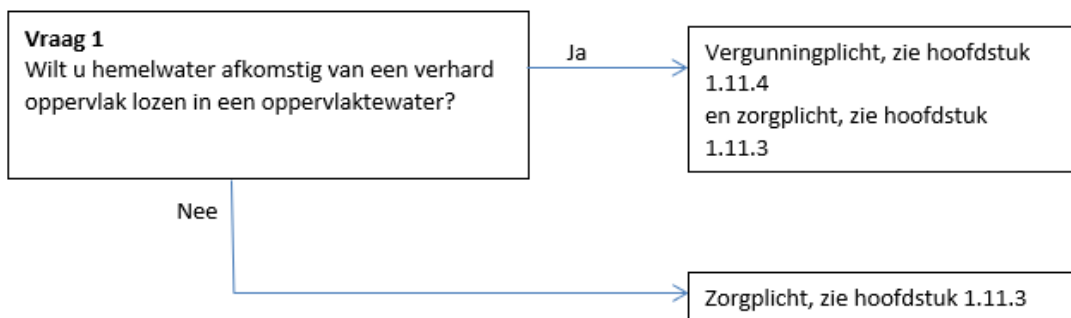 Vraag 1
Wilt u hemelwater afkomstig van een verhard
oppervlak lozen in een oppervlaktewater?
Ja
Vergunningplicht, zie hoofdstuk
1.11.4
en zorgplicht, zie hoofdstuk
1.11.3
Nee
Zorgplicht, zie hoofdstuk 1.11.3